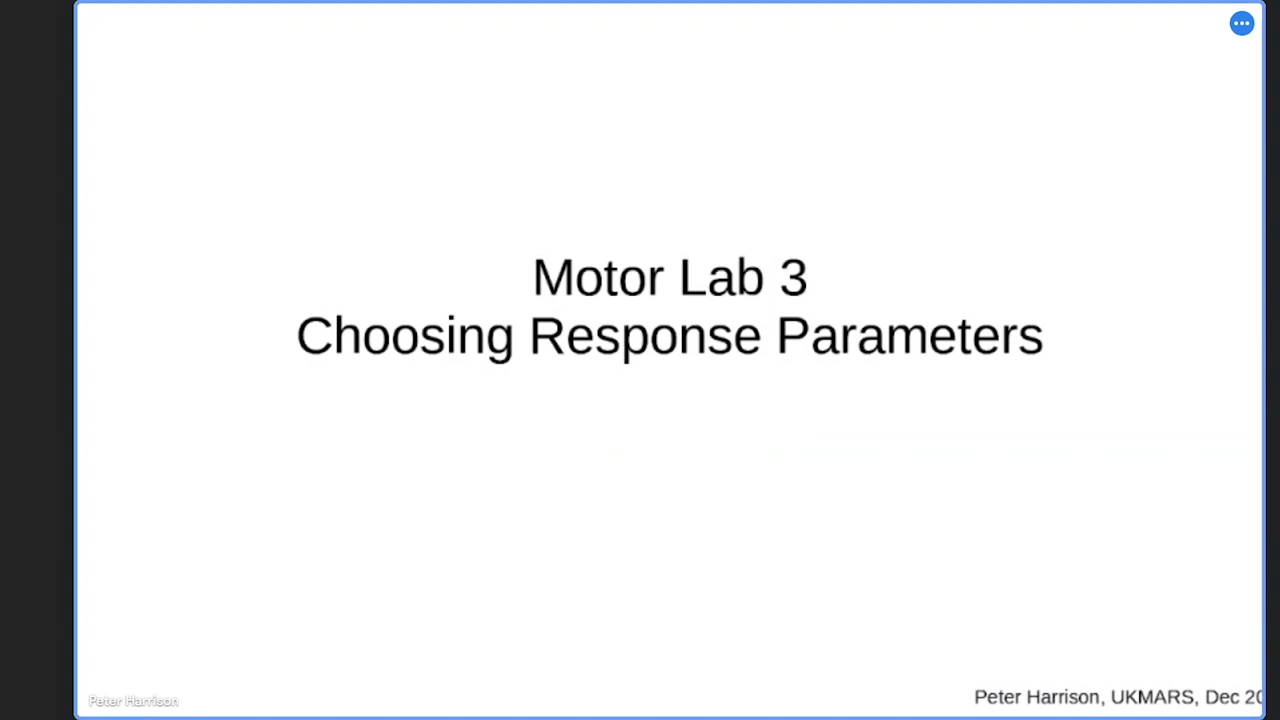 Motor Lab 3
Choosing Response Parameters
Peter Harrison
Peter Harrison, UKMARS, Dec